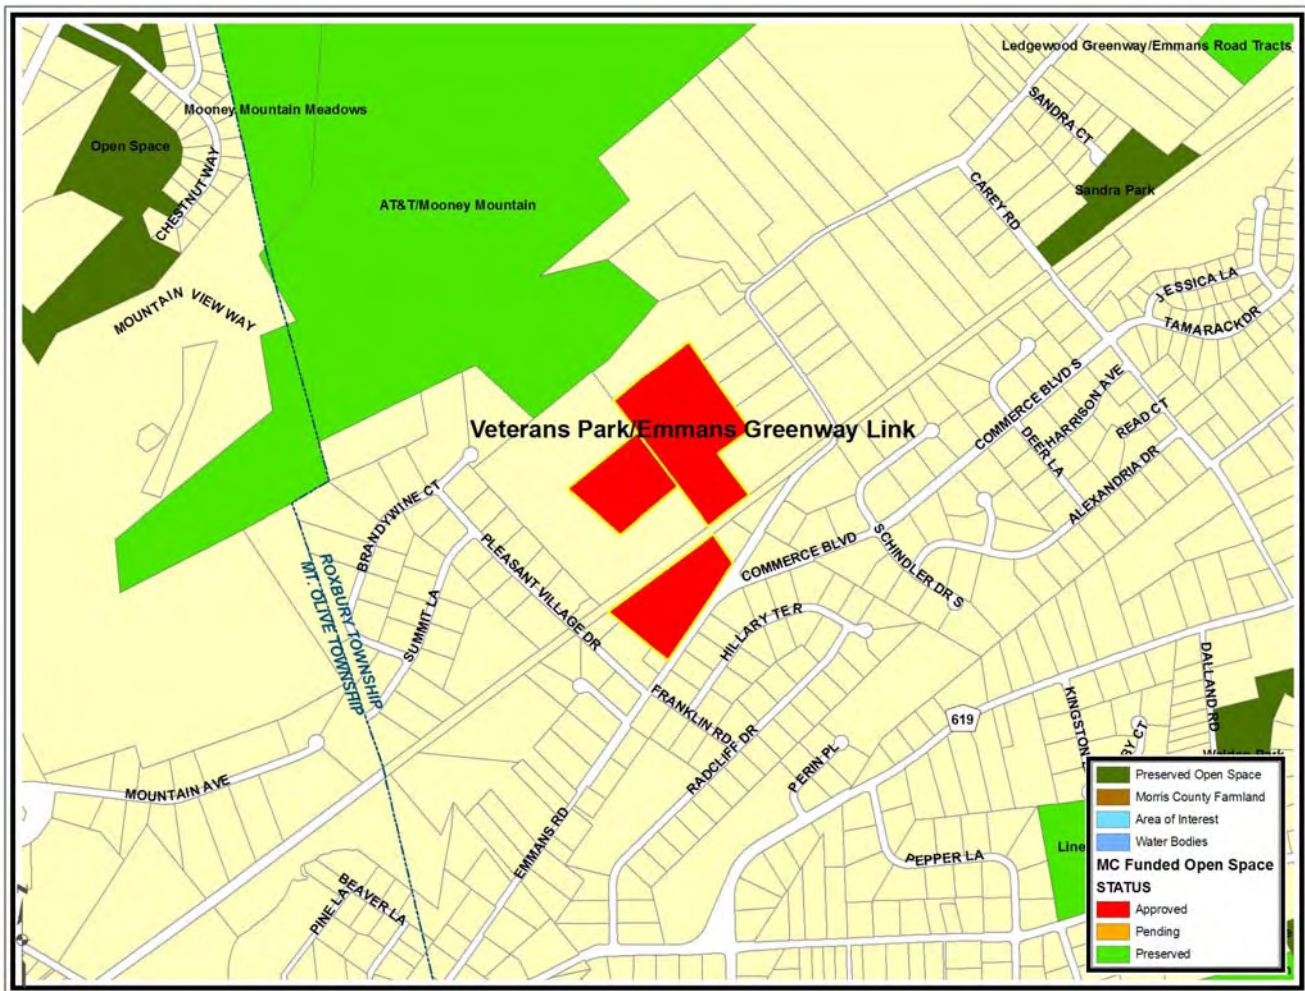 Ledgewood Greenway/Emmans Road Tracts
SANDRA CT
Mooney Mountain Meadows
Open Space
CHESTNUT WAY
AT&T/Mooney Mountain
Sandra Park
CAREY RD
MOUNTAIN VIEW WAY
JESSICA LA
TAMARACK DR
COMMERCE BLVD S
HARRISON AVE
READ CT
DEER LA
ALEXANDRIA DR
Veterans Park/Emmans Greenway Link
BRANDYWINE CT
PLEASANT VILLAGE DR
SUMMIT LA
ROXBURY TOWNSHIP
MT. OLIVE TOWNSHIP
COMMERCE BLVD
SCHINDLER DR S
HILLARY TER
FRANKLIN RD
RADCLIFF DR
PERIN PL
619
KINGSTON
DALLAND RD
BY CT
MOUNTAIN AVE
EMMANS RD
PEPPER LA
BEAVER LA
PINE LA
Line
Preserved Open Space
Morris County Farmland
Area of Interest
Water Bodies
MC Funded Open Space
STATUS
Approved
Pending
Preserved